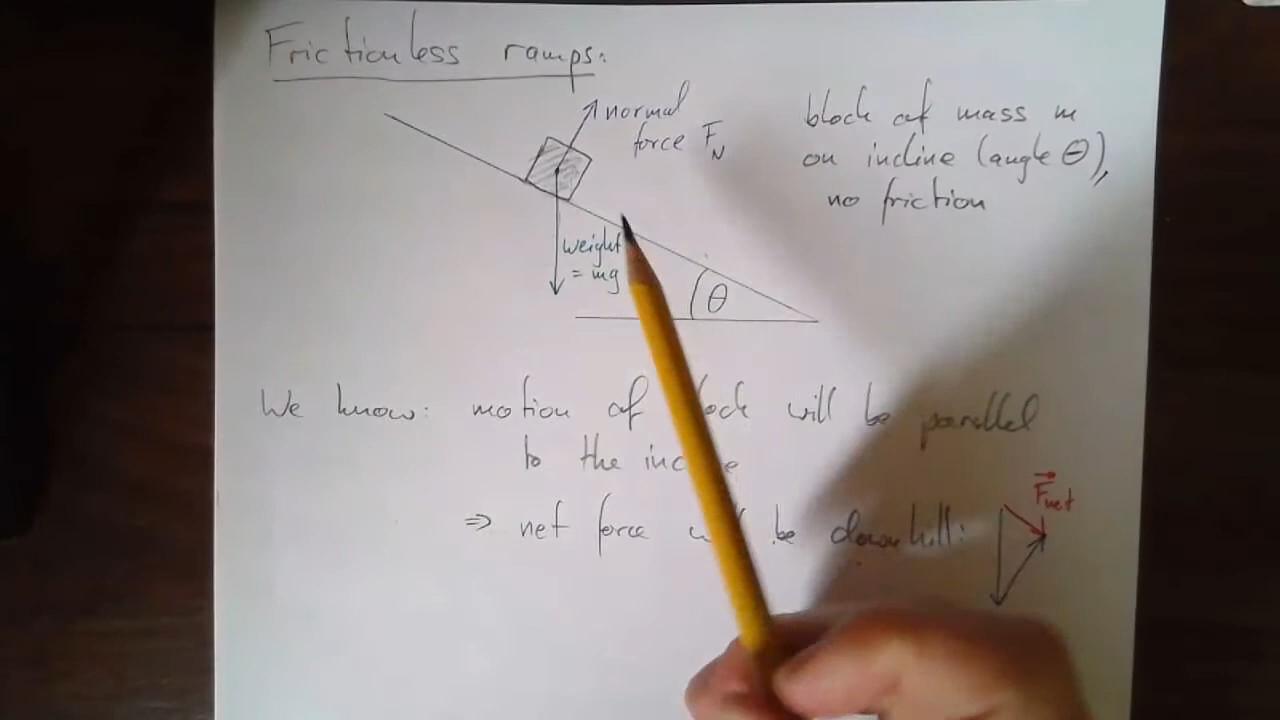 Frictionless ramps:
normal
force F_N
block of mass m
on incline (angle θ),
no friction
weight
= mg
θ
We know: motion of will be parallel
to the
⇒ net force be downhill:
F_net